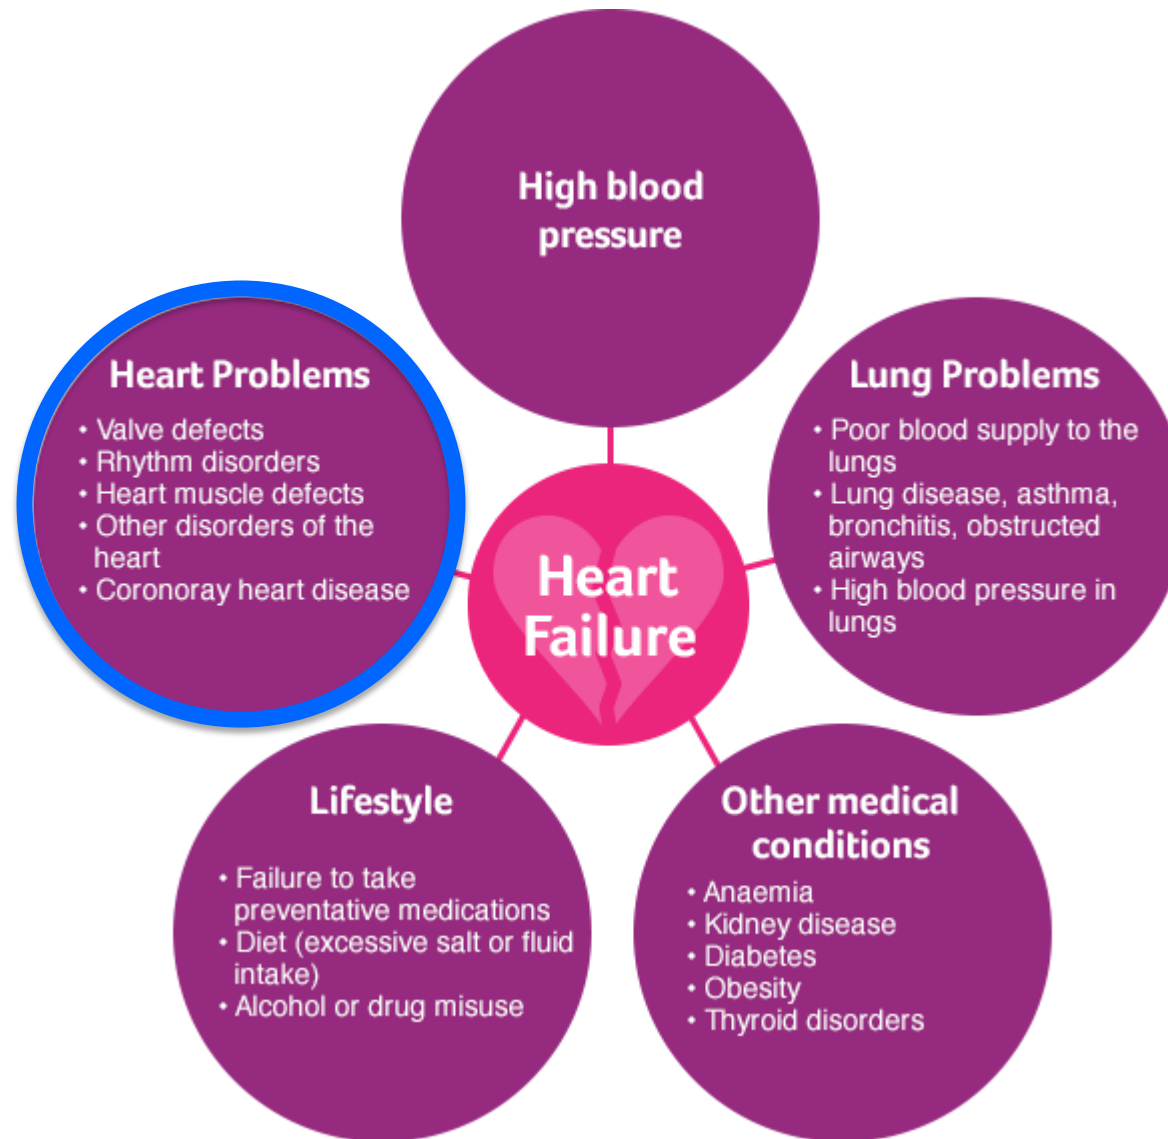 High blood
pressure
Heart Problems
• Valve defects
• Rhythm disorders
• Heart muscle defects
• Other disorders of the
heart
• Coronoray heart disease
Lung Problems
• Poor blood supply to the
lungs
• Lung disease, asthma,
bronchitis, obstructed
airways
• High blood pressure in
lungs
Heart
Failure
Lifestyle
• Failure to take
preventative medications
• Diet (excessive salt or fluid
intake)
• Alcohol or drug misuse
Other medical
conditions
• Anaemia
• Kidney disease
• Diabetes
• Obesity
• Thyroid disorders